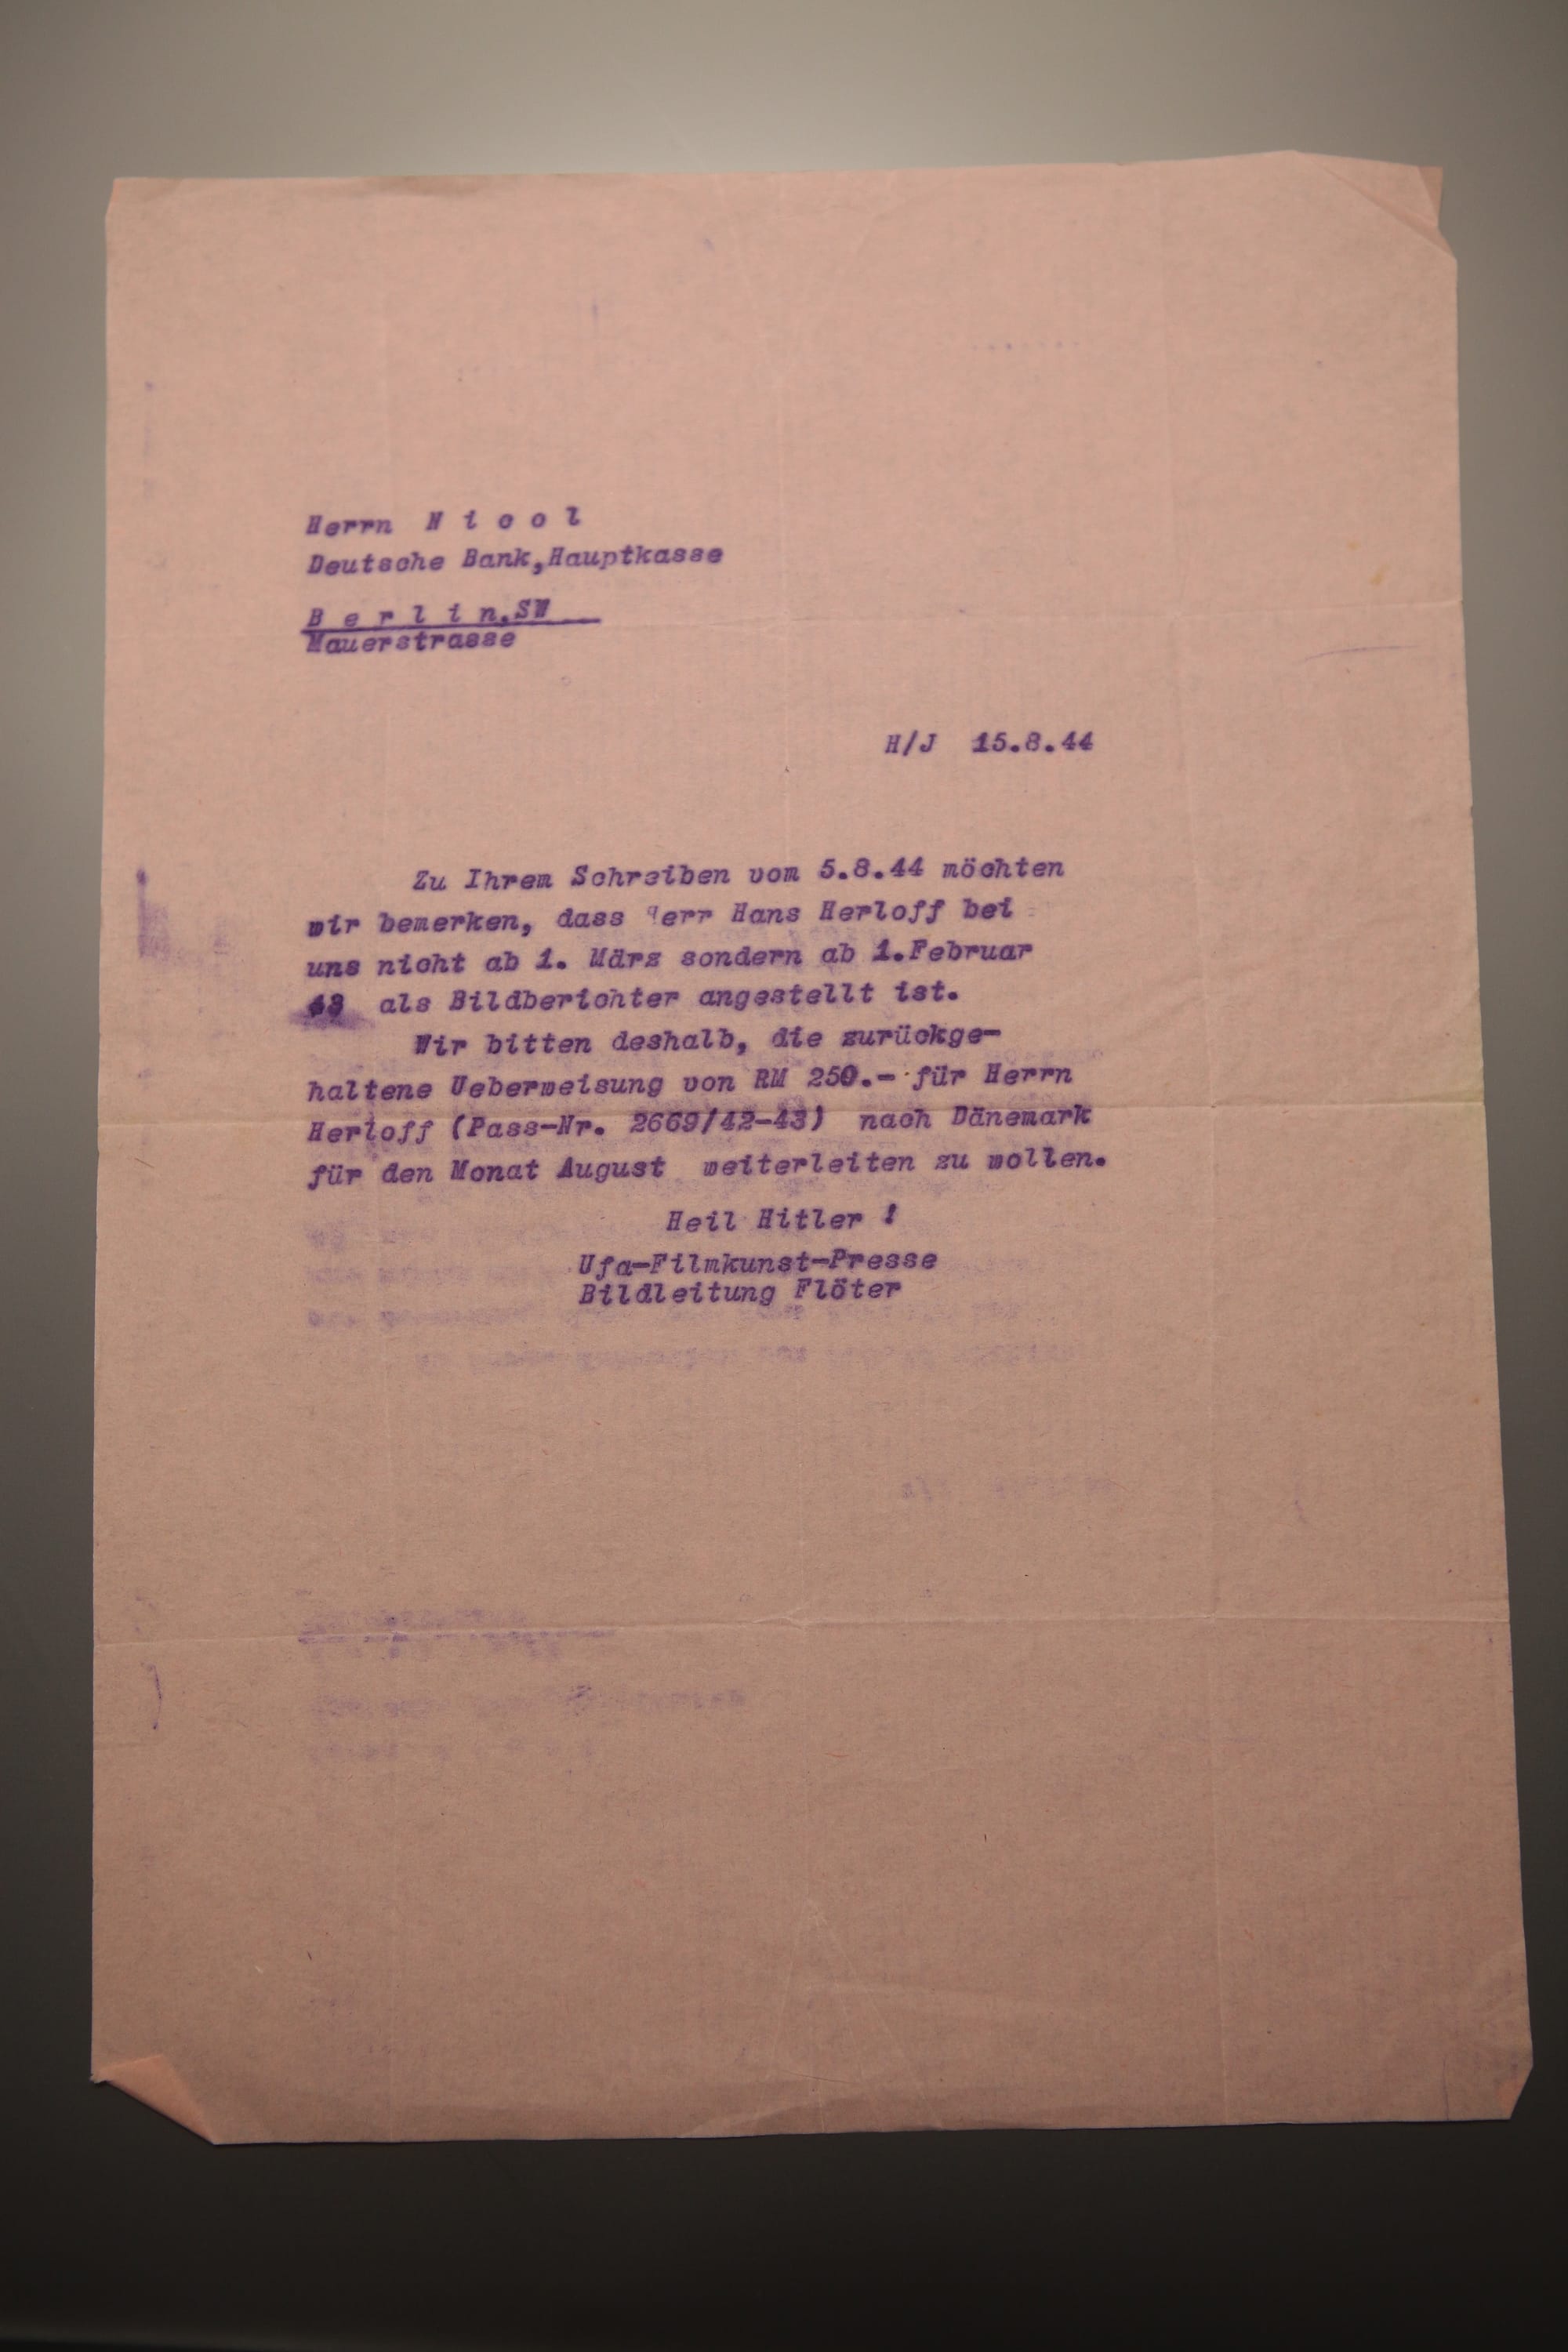 Herrn N i c o l
Deutsche Bank,Hauptkasse
B e r l i n,SW
Mauerstrasse
H/J 15.8.44
Zu Ihrem Schreiben vom 5.8.44 möchten
wir bemerken, dass Herr Hans Herloff bei
uns nicht ab 1. März sondern ab 1.Februar
43 als Bildberichter angestellt ist.
Wir bitten deshalb, die zurückge-
haltene Ueberweisung von RM 250.- für Herrn
Herloff (Pass-Nr. 2669/42-43) nach Dänemark
für den Monat August weiterleiten zu wollen.
Heil Hitler !
Ufa-Filmkunst-Presse
Bildleitung Flöter